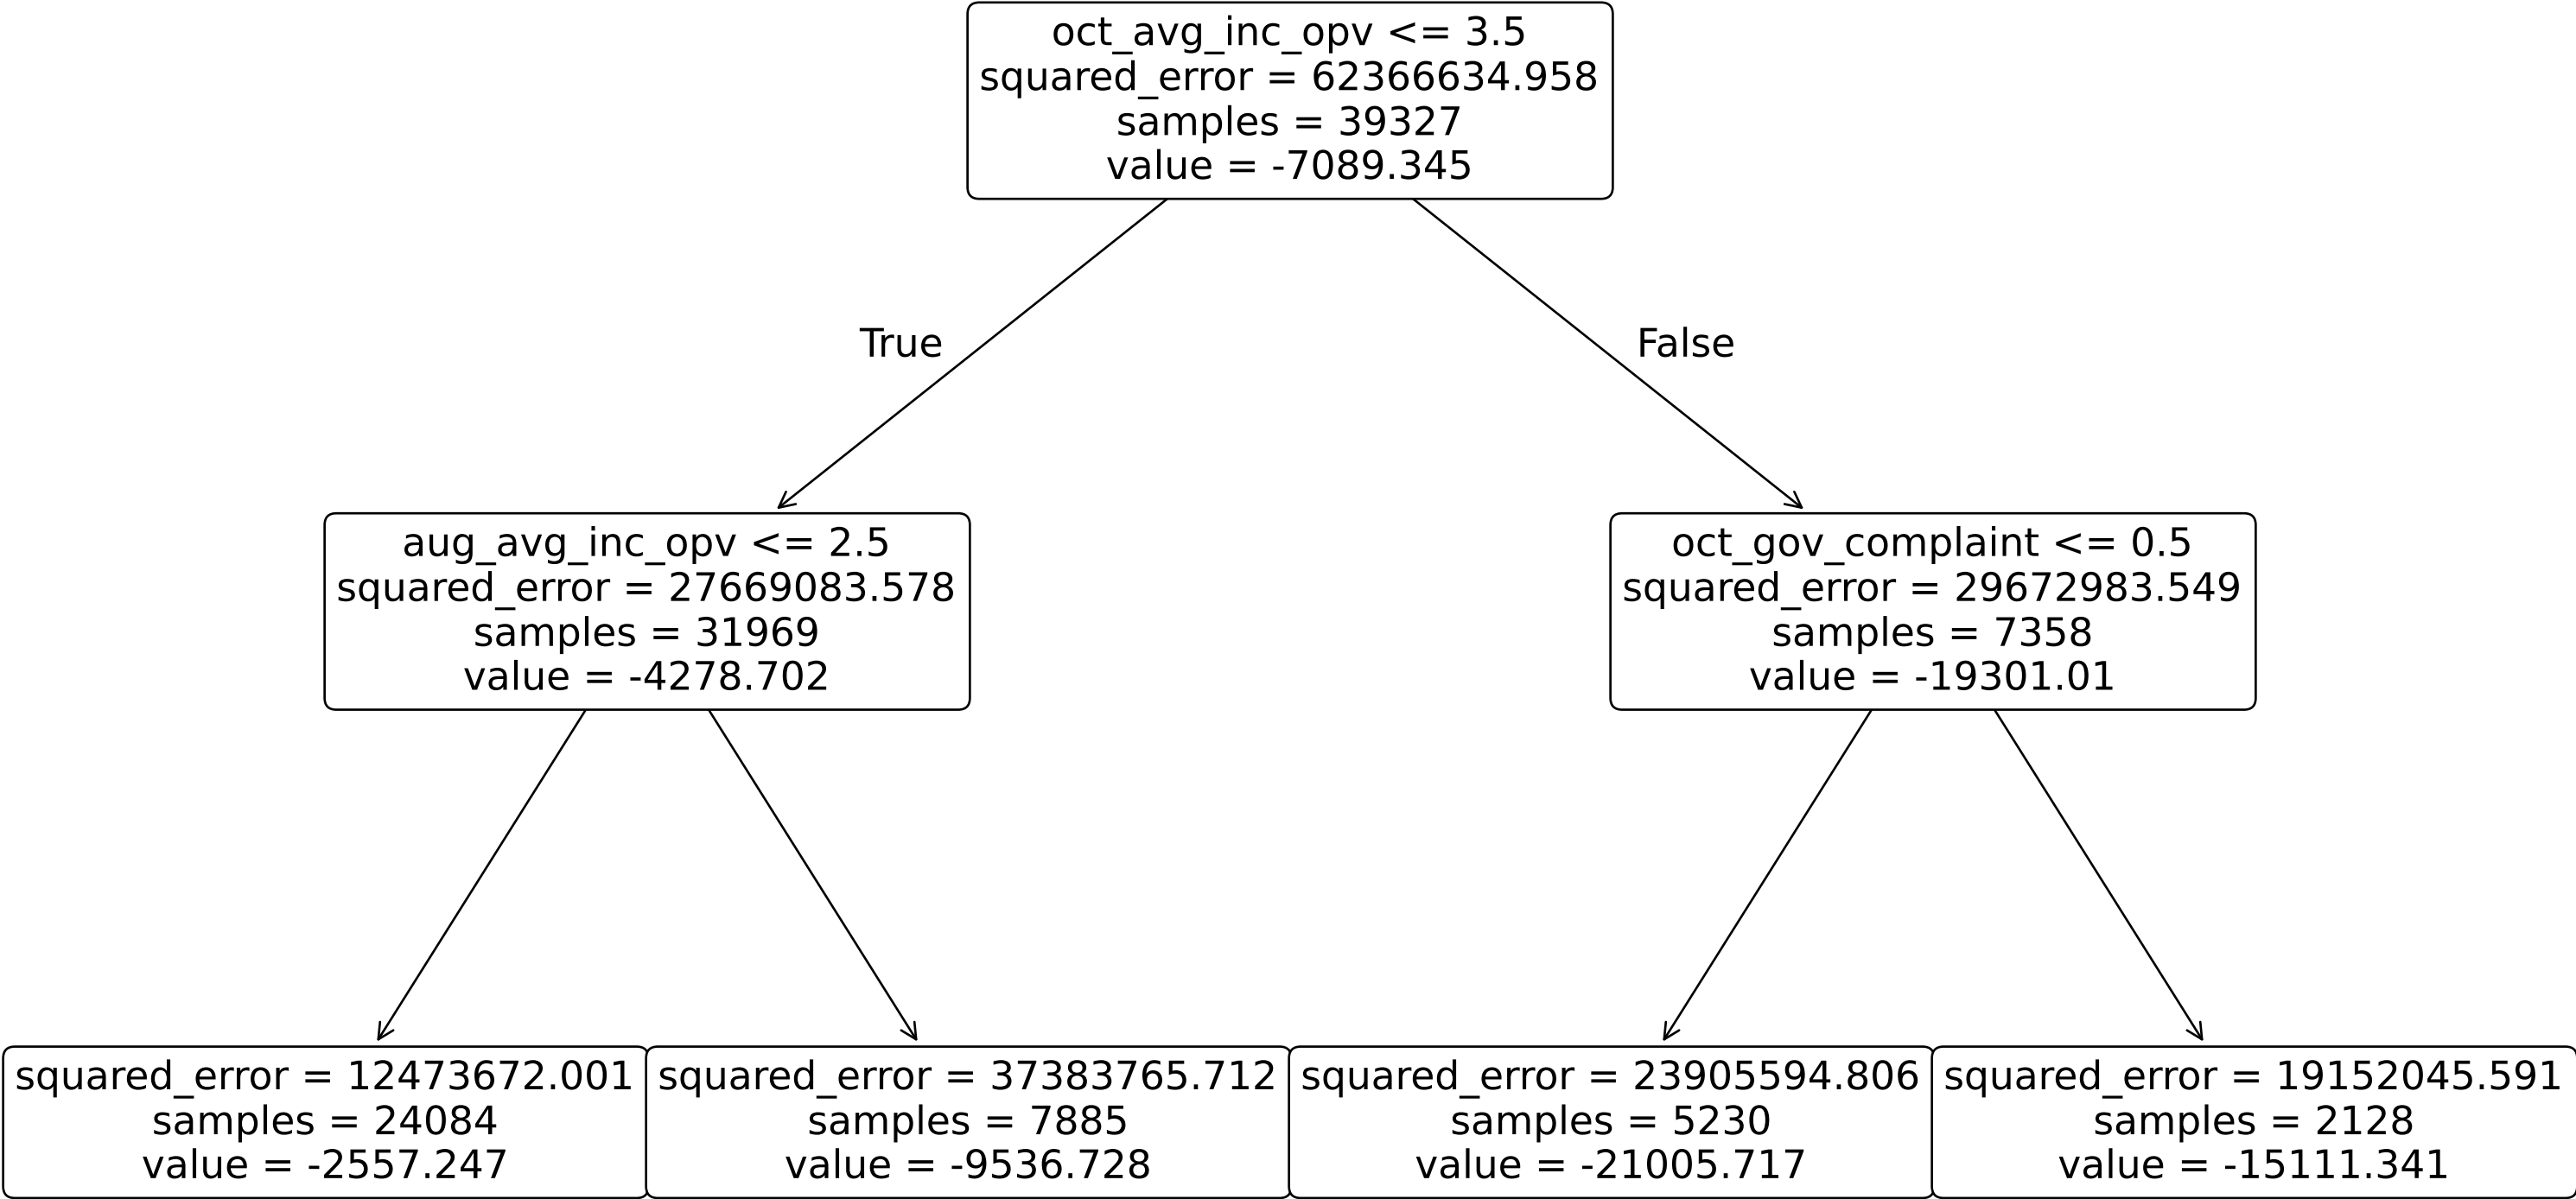 oct_avg_inc_opv <= 3.5
squared_error = 62366634.958
samples = 39327
value = -7089.345
True
False
aug_avg_inc_opv <= 2.5
squared_error = 27669083.578
samples = 31969
value = -4278.702
oct_gov_complaint <= 0.5
squared_error = 29672983.549
samples = 7358
value = -19301.01
squared_error = 12473672.001
samples = 24084
value = -2557.247
squared_error = 37383765.712
samples = 7885
value = -9536.728
squared_error = 23905594.806
samples = 5230
value = -21005.717
squared_error = 19152045.591
samples = 2128
value = -15111.341